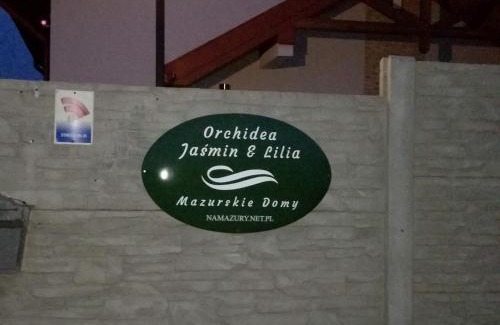 Orchidea
Jaśmin & Lilia
Mazurskie Domy
NAMAZURY.NET.PL